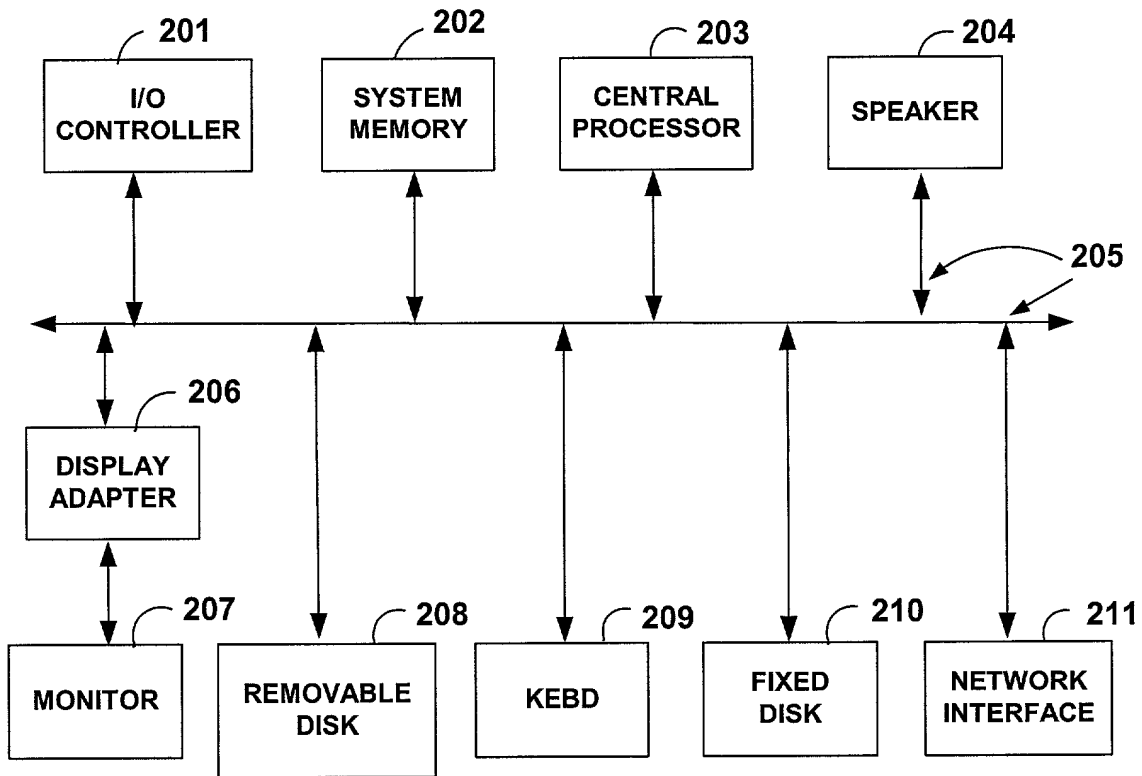 201
202
203
204
I/O
CONTROLLER
SYSTEM
MEMORY
CENTRAL
PROCESSOR
SPEAKER
205
206
DISPLAY
ADAPTER
207
208
209
210
211
MONITOR
REMOVABLE
DISK
KEBD
FIXED
DISK
NETWORK
INTERFACE